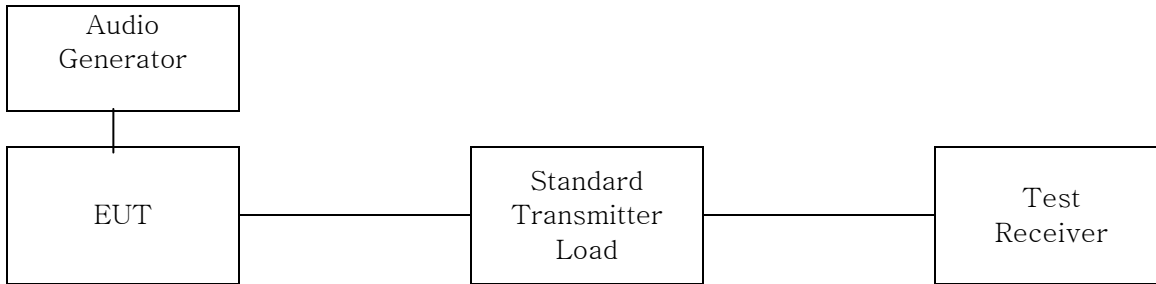 Audio
Generator
EUT
Standard
Transmitter
Load
Test
Receiver